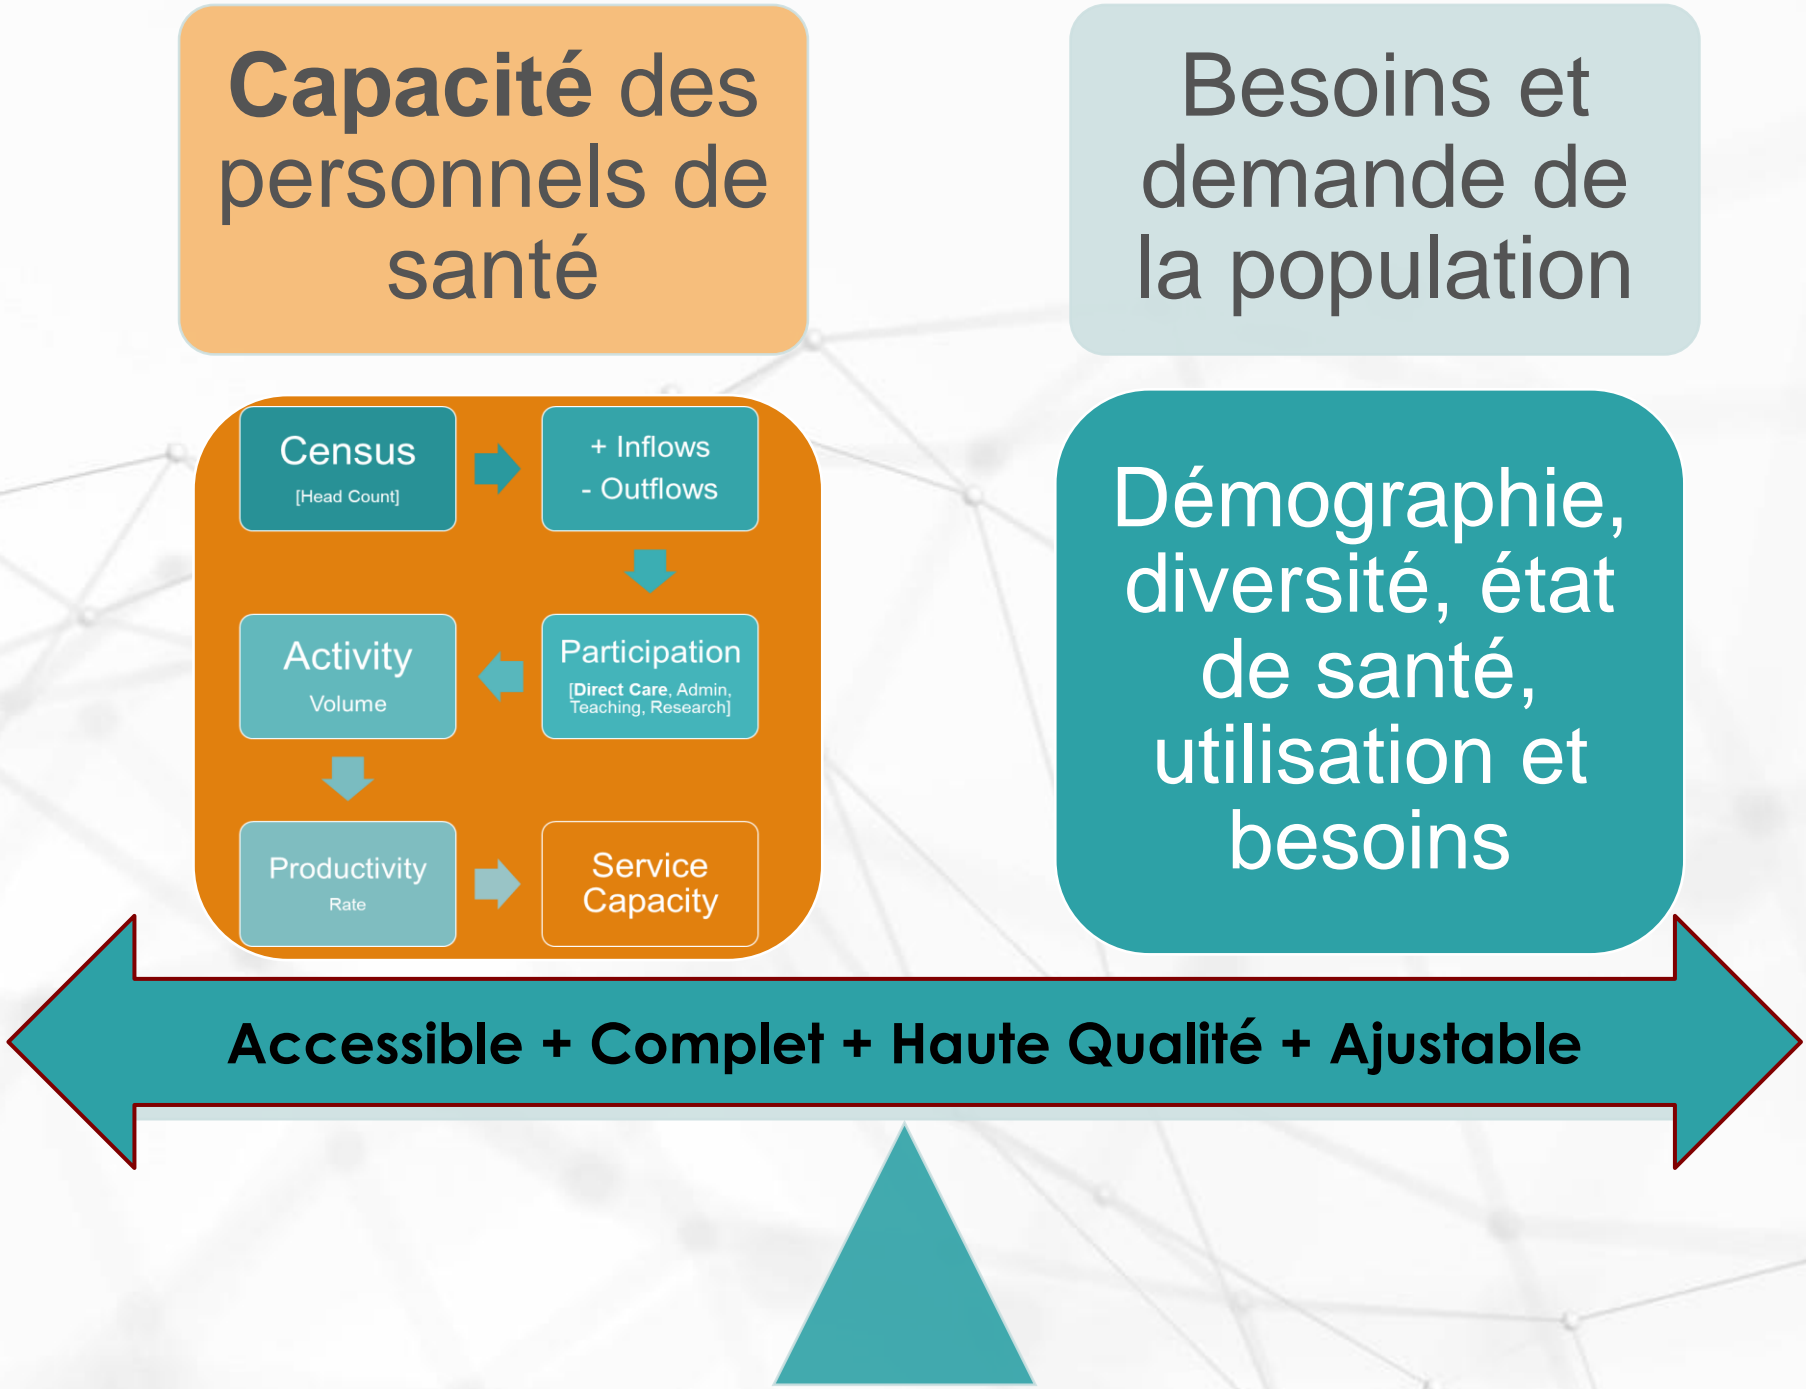 Capacité des
personnels de
santé
Besoins et
demande de
la population
Census
[Head Count]
+ Inflows
- Outflows
Participation
[Direct Care, Admin,
Teaching, Research]
Activity
Volume
Productivity
Rate
Service
Capacity
Démographie,
diversité, état
de santé,
utilisation et
besoins
Accessible + Complet + Haute Qualité + Ajustable